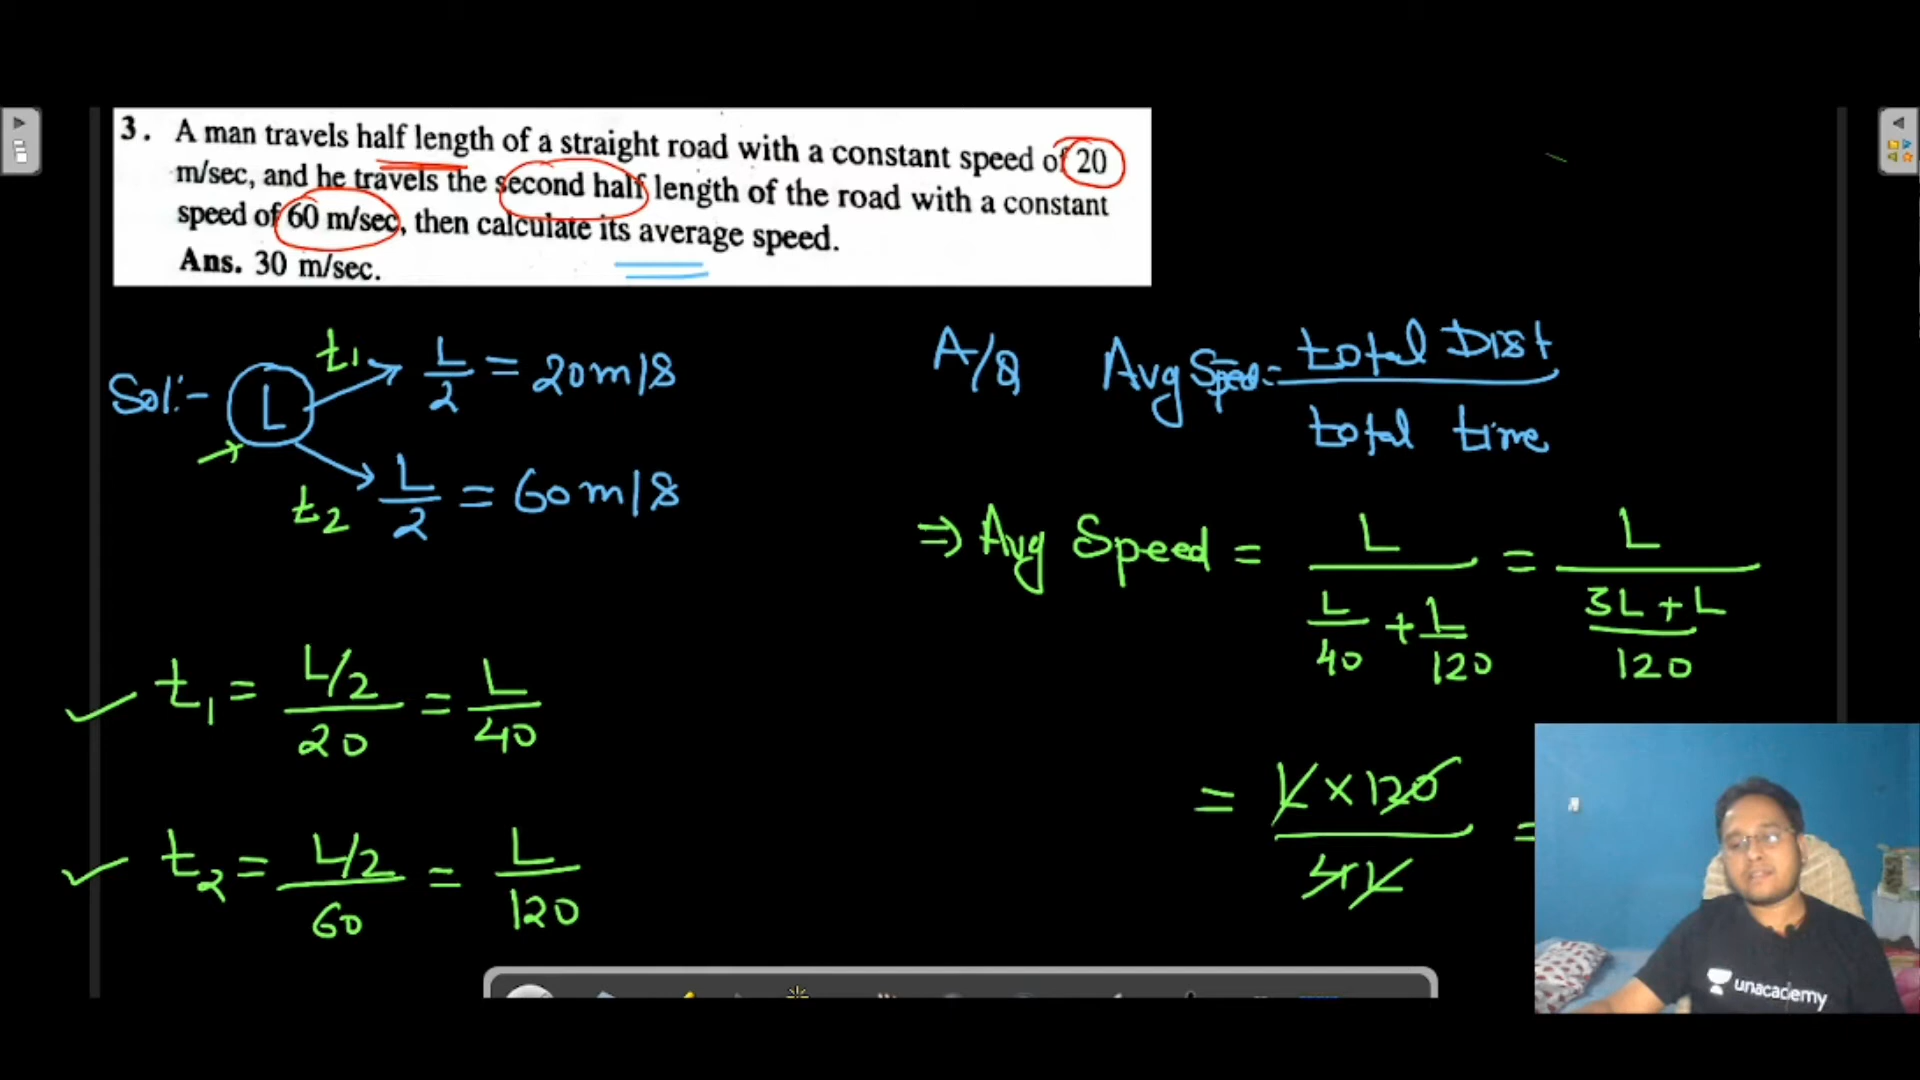 3. A man travels half length of a straight road with a constant speed of 20
m/sec, and he travels the second half length of the road with a constant
speed of 60 m/sec, then calculate its average speed.
Ans. 30 m/sec.
Sol:- L t1 L/2 = 20m/s
t2 L/2 = 60m/s
A/Q Avg Speed = total Dist / total time
⇒ Avg Speed = L / (L/40 + L/120) = L / ((3L + L)/120)
✓ t1 = (L/2)/20 = L/40
= (L × 120) / (4L) =
✓ t2 = (L/2)/60 = L/120
unacademy